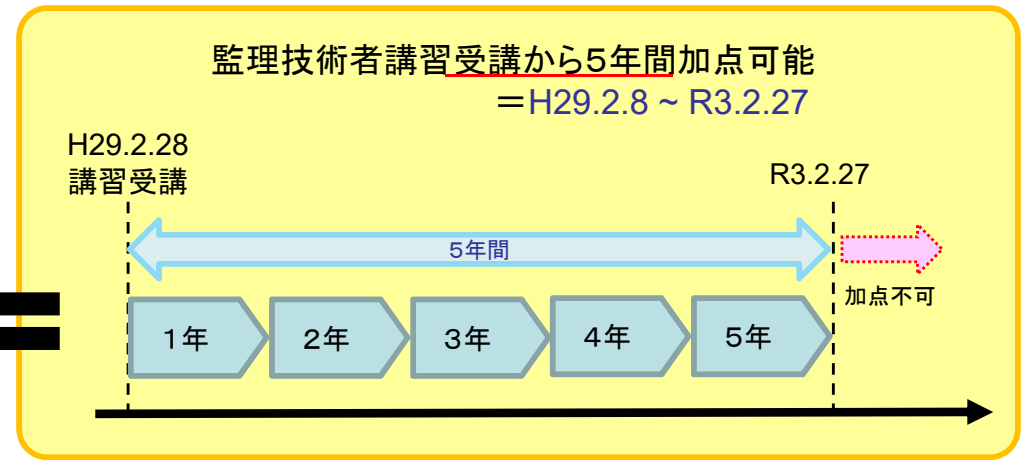 監理技術者講習受講から5年間加点可能
＝H29.2.8 ~ R3.2.27
H29.2.28
講習受講
R3.2.27
5年間
加点不可
1年
2年
3年
4年
5年